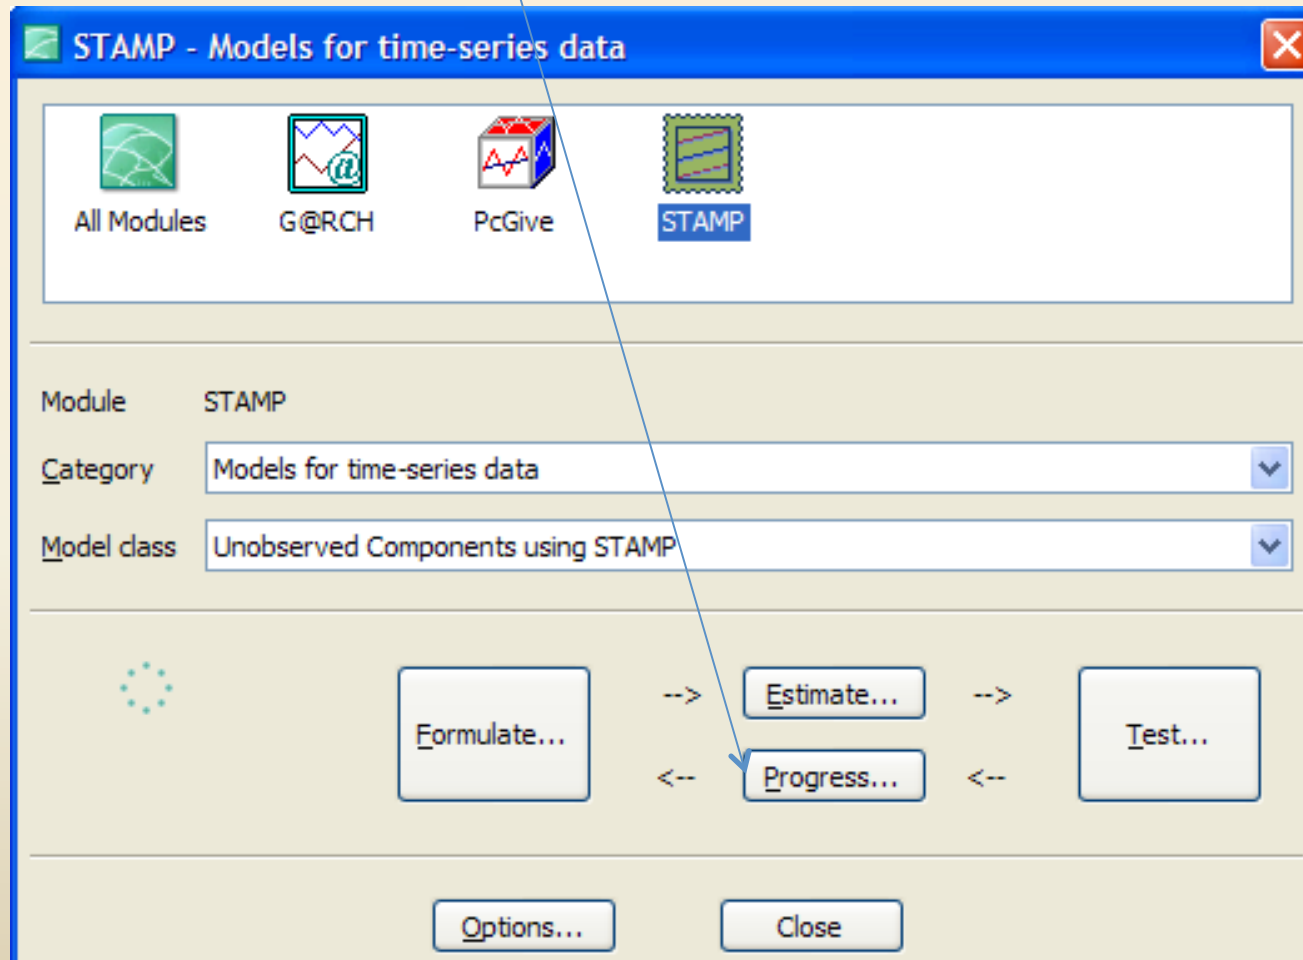 STAMP - Models for time-series data
All Modules G@RCH PcGive STAMP
Module STAMP
Category Models for time-series data
Model class Unobserved Components using STAMP
--> Estimate... -->
Formulate... Test...
<-- Progress... <--
Options... Close